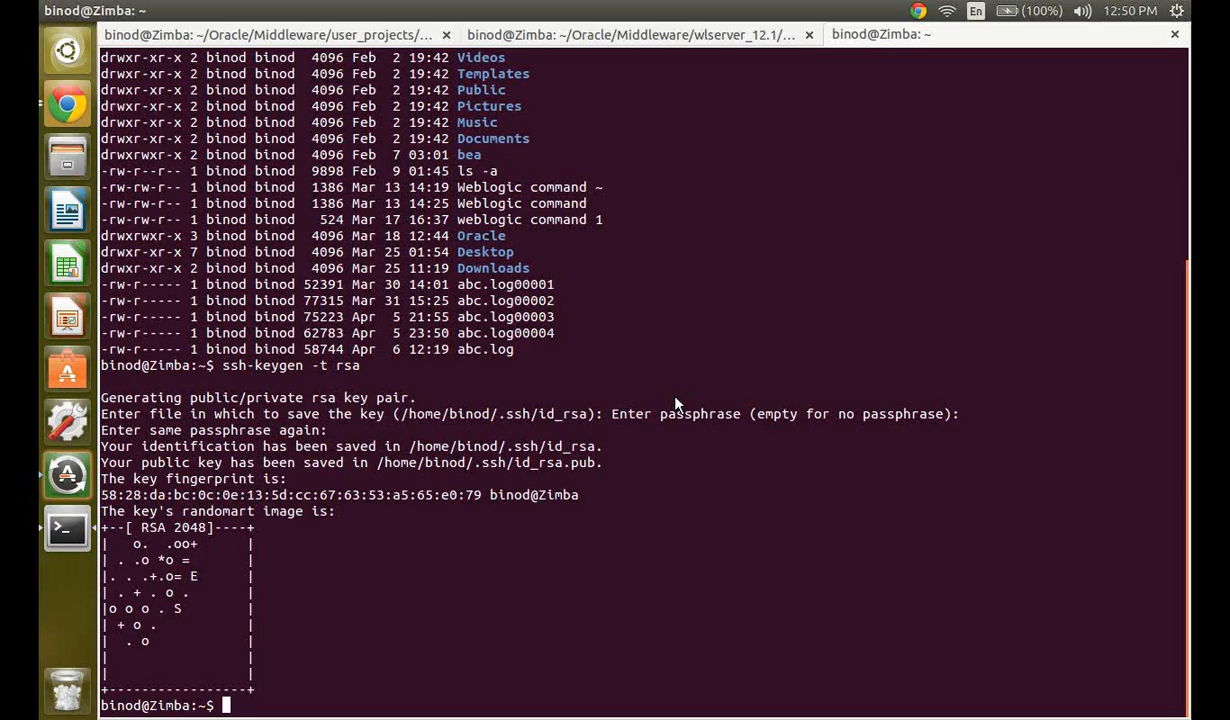 binod@Zimba: ~
En (100%) 12:50 PM
binod@Zimba: ~/Oracle/Middleware/user_projects/... × binod@Zimba: ~/Oracle/Middleware/wlserver_12.1/... × binod@Zimba: ~ ×
drwxr-xr-x 2 binod binod  4096 Feb  2 19:42 Videos
drwxr-xr-x 2 binod binod  4096 Feb  2 19:42 Templates
drwxr-xr-x 2 binod binod  4096 Feb  2 19:42 Public
drwxr-xr-x 2 binod binod  4096 Feb  2 19:42 Pictures
drwxr-xr-x 2 binod binod  4096 Feb  2 19:42 Music
drwxr-xr-x 2 binod binod  4096 Feb  2 19:42 Documents
drwxrwxr-x 2 binod binod  4096 Feb  7 03:01 bea
-rw-r--r-- 1 binod binod  9898 Feb  9 01:45 ls -a
-rw-rw-r-- 1 binod binod  1386 Mar 13 14:19 Weblogic command ~
-rw-rw-r-- 1 binod binod  1386 Mar 13 14:25 Weblogic command
-rw-rw-r-- 1 binod binod   524 Mar 17 16:37 weblogic command 1
drwxrwxr-x 3 binod binod  4096 Mar 18 12:44 Oracle
drwxr-xr-x 7 binod binod  4096 Mar 25 01:54 Desktop
drwxr-xr-x 2 binod binod  4096 Mar 25 11:19 Downloads
-rw-r----- 1 binod binod 52391 Mar 30 14:01 abc.log00001
-rw-r----- 1 binod binod 77315 Mar 31 15:25 abc.log00002
-rw-r----- 1 binod binod 75223 Apr  5 21:55 abc.log00003
-rw-r----- 1 binod binod 62783 Apr  5 23:50 abc.log00004
-rw-r----- 1 binod binod 58744 Apr  6 12:19 abc.log
binod@Zimba:~$ ssh-keygen -t rsa
Generating public/private rsa key pair.
Enter file in which to save the key (/home/binod/.ssh/id_rsa): Enter passphrase (empty for no passphrase):
Enter same passphrase again:
Your identification has been saved in /home/binod/.ssh/id_rsa.
Your public key has been saved in /home/binod/.ssh/id_rsa.pub.
The key fingerprint is:
58:28:da:bc:0c:0e:13:5d:cc:67:63:53:a5:65:e0:79 binod@Zimba
The key's randomart image is:
+--[ RSA 2048]----+
|   o.  .oo+      |
| . .o *o =       |
|. . .+.o= E      |
| . + . o .       |
|o o o . S        |
| + o .           |
|  . o            |
|                 |
|                 |
+-----------------+
binod@Zimba:~$